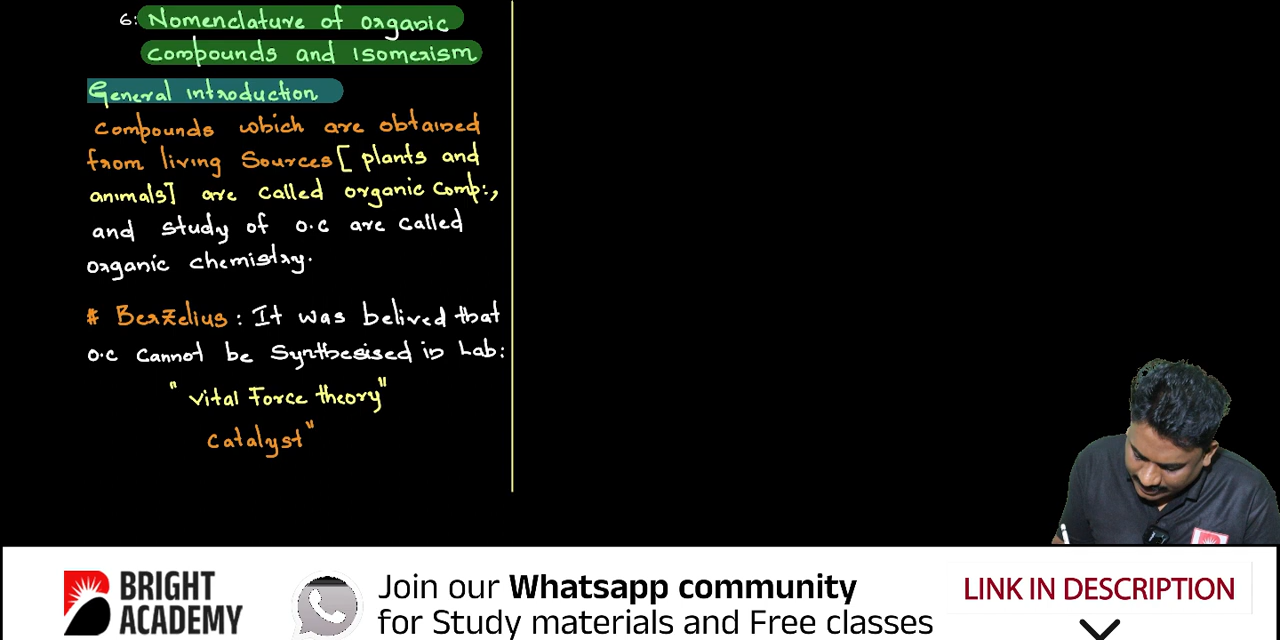 6: Nomenclature of organic
Compounds and Isomerism
General introduction
Compounds which are obtained
from living Sources [ plants and
animals] are called organic Comp:,
and study of o.c are called
organic chemistry.
# Berzelius : It was belived that
o.c cannot be Synthesised in Lab:
" Vital Force theory"
Catalyst"
BRIGHT
ACADEMY
Join our Whatsapp community
for Study materials and Free classes
LINK IN DESCRIPTION